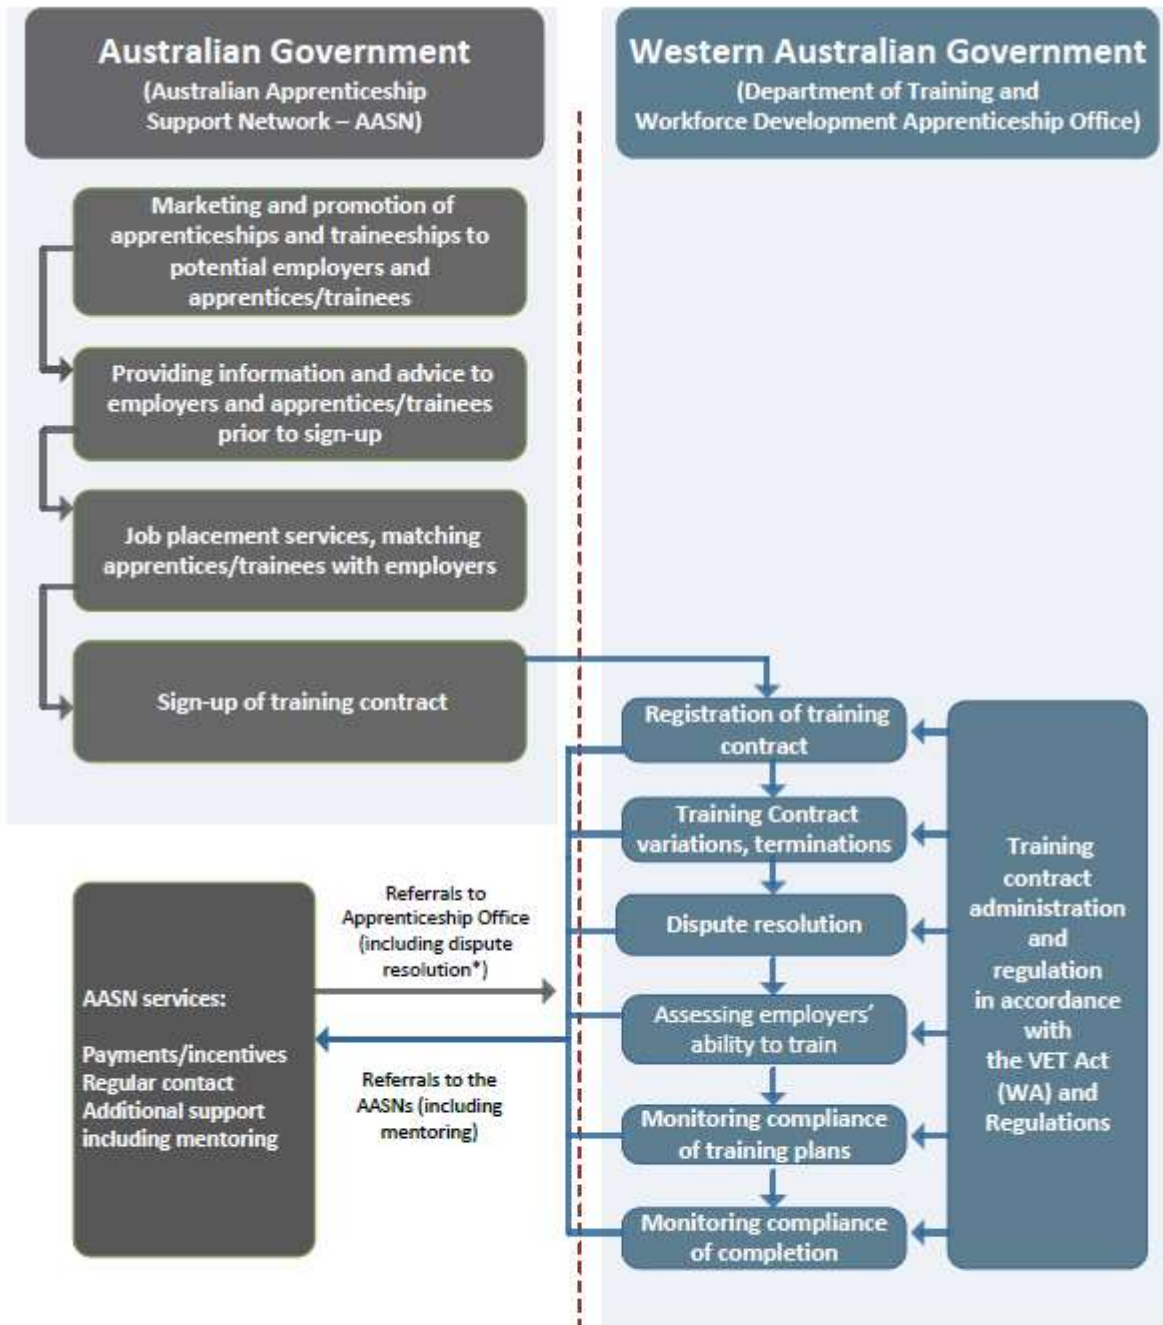 Australian Government
(Australian Apprenticeship
Support Network – AASN)
Western Australian Government
(Department of Training and
Workforce Development Apprenticeship Office)
Marketing and promotion of
apprenticeships and traineeships to
potential employers and
apprentices/trainees
Providing information and advice to
employers and apprentices/trainees
prior to sign-up
Job placement services, matching
apprentices/trainees with employers
Sign-up of training contract
Registration of training
contract
Training Contract
variations, terminations
Dispute resolution
Assessing employers’
ability to train
Monitoring compliance
of training plans
Monitoring compliance
of completion
Training
contract
administration
and
regulation
in accordance
with
the VET Act
(WA) and
Regulations
Referrals to
Apprenticeship Office
(including dispute
resolution*)
Referrals to the
AASNs (including
mentoring)
AASN services:
Payments/incentives
Regular contact
Additional support
including mentoring